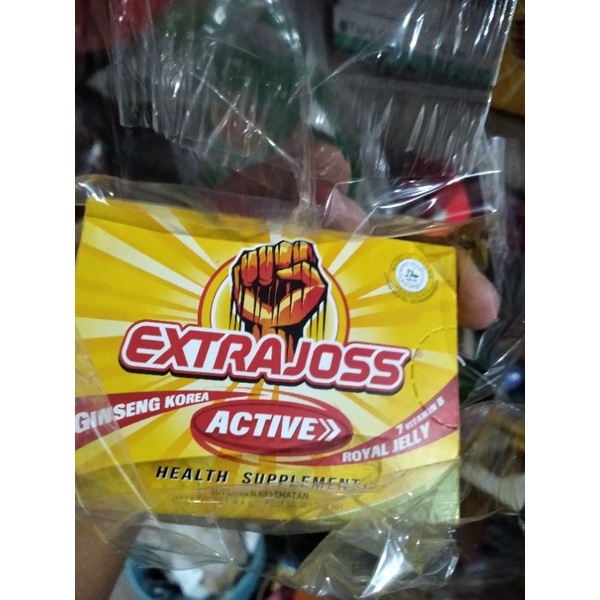 EXTRAJOSS
GINSENG KOREA
ACTIVE
7 VITAMIN B
ROYAL JELLY
HEALTH SUPPLEMENT